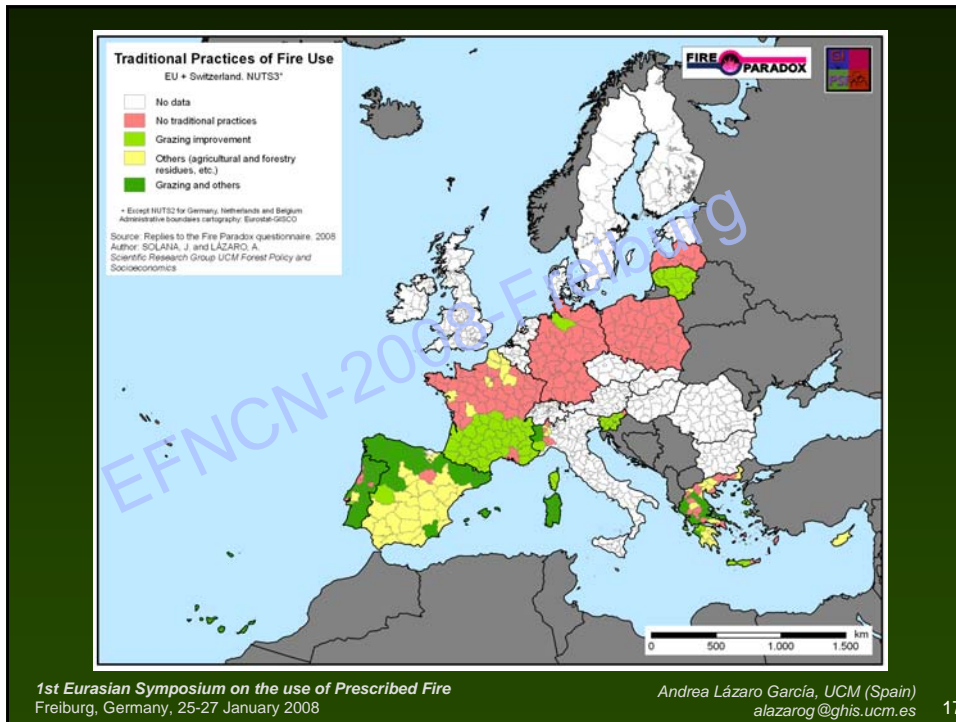 Traditional Practices of Fire Use
EU + Switzerland. NUTS3*
No data
No traditional practices
Grazing improvement
Others (agricultural and forestry
residues, etc.)
Grazing and others
+ Except NUTS2 for Germany, Netherlands and Belgium
Administrative boundaires cartography: Eurostat-GISCO
Source: Replies to the Fire Paradox questionnaire. 2008
Author: SOLANA, J. and LÁZARO, A.
Scientific Research Group UCM Forest Policy and
Socioeconomics
FIRE PARADOX
EFNCN-2008-Freiburg
km
0 500 1.000 1.500
1st Eurasian Symposium on the use of Prescribed Fire
Freiburg, Germany, 25-27 January 2008
Andrea Lázaro García, UCM (Spain)
alazarog@ghis.ucm.es
17